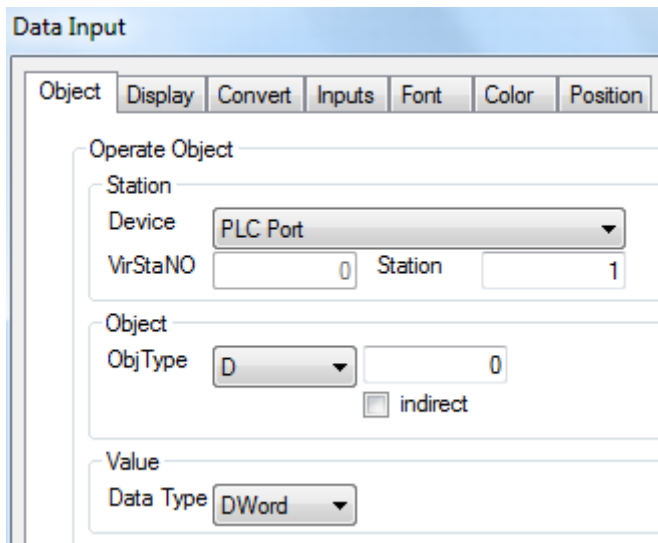 Data Input
Object Display Convert Inputs Font Color Position
Operate Object
Station
Device PLC Port
VirStaNO 0 Station 1
Object
ObjType D 0
indirect
Value
Data Type DWord